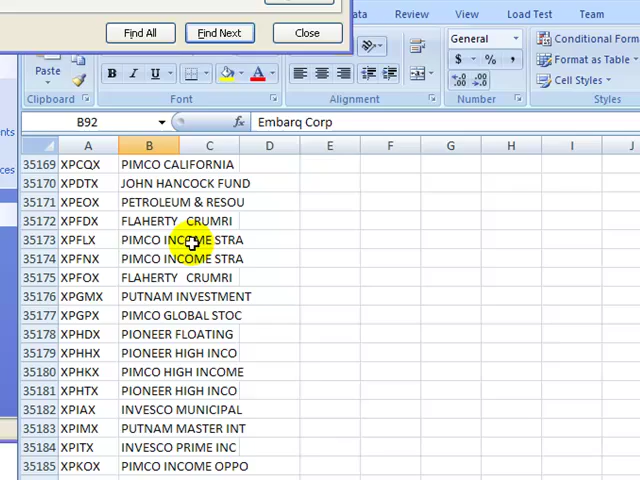 Find All Find Next Close
ata Review View Load Test Team
Paste B I U A General Conditional Form
$ % , Format as Table
.00 .0 Cell Styles
Clipboard Font Alignment Number Styles
B92 fx Embarq Corp
A B C D E F G H I J
35169 XPCQX PIMCO CALIFORNIA
35170 XPDTX JOHN HANCOCK FUND
35171 XPEOX PETROLEUM & RESOU
35172 XPFDX FLAHERTY CRUMRI
35173 XPFLX PIMCO INCOME STRA
35174 XPFNX PIMCO INCOME STRA
35175 XPFOX FLAHERTY CRUMRI
35176 XPGMX PUTNAM INVESTMENT
35177 XPGPX PIMCO GLOBAL STOC
35178 XPHDX PIONEER FLOATING
35179 XPHHX PIONEER HIGH INCO
35180 XPHKX PIMCO HIGH INCOME
35181 XPHTX PIONEER HIGH INCO
35182 XPIAX INVESCO MUNICIPAL
35183 XPIMX PUTNAM MASTER INT
35184 XPITX INVESCO PRIME INC
35185 XPKOX PIMCO INCOME OPPO